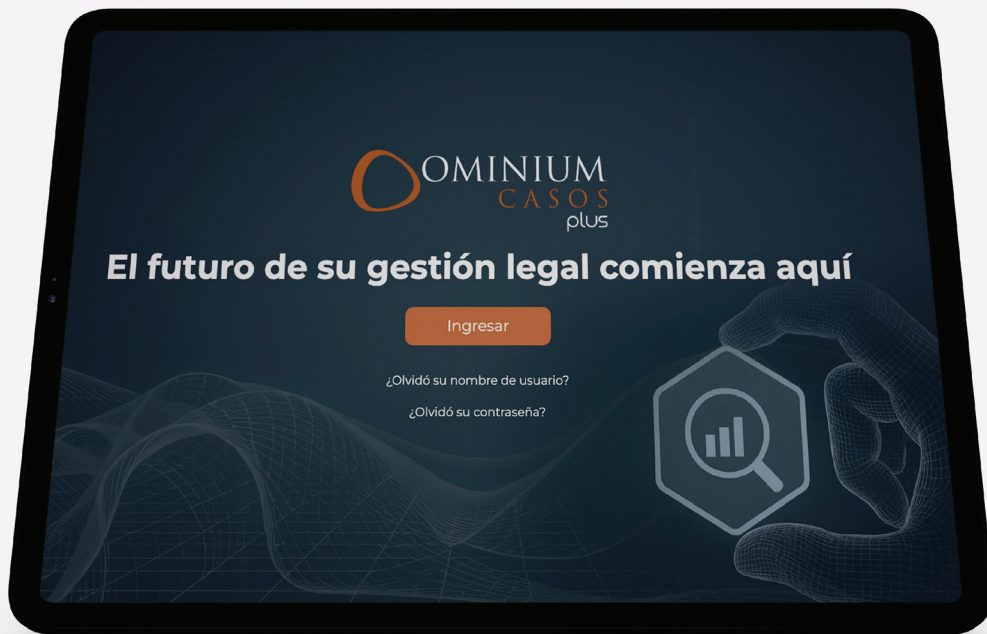 DOMINIUM
CASOS
plus
El futuro de su gestión legal comienza aquí
Ingresar
¿Olvidó su nombre de usuario?
¿Olvidó su contraseña?